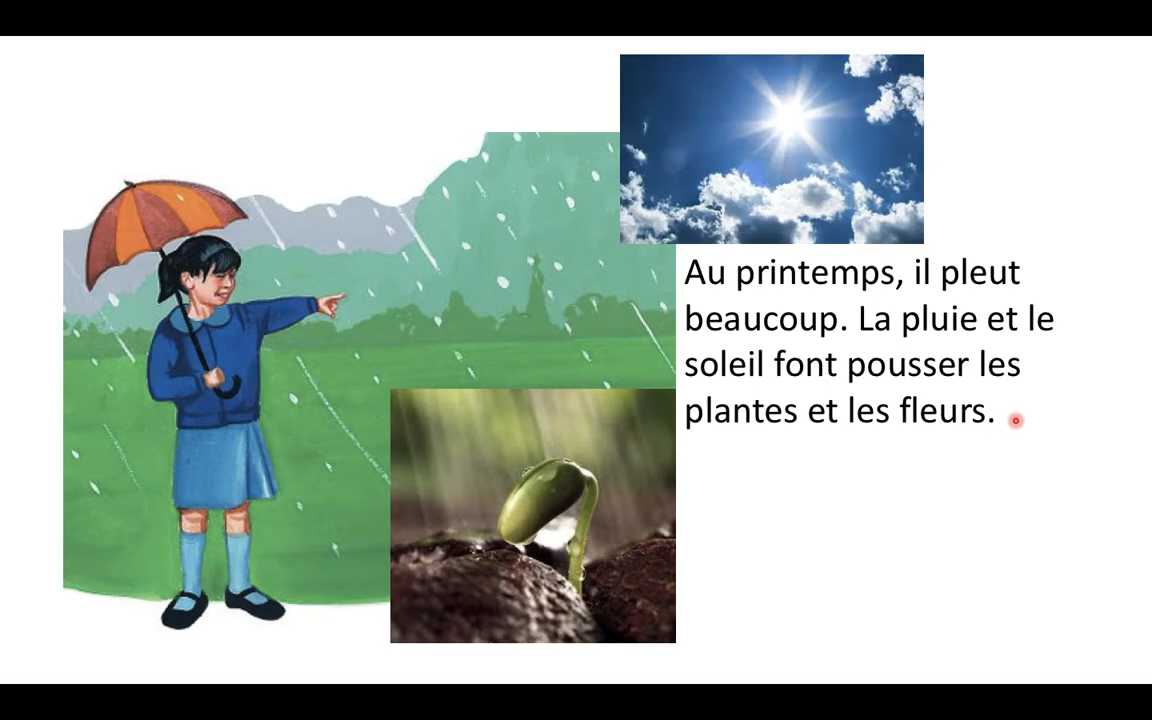 Au printemps, il pleut
beaucoup. La pluie et le
soleil font pousser les
plantes et les fleurs.